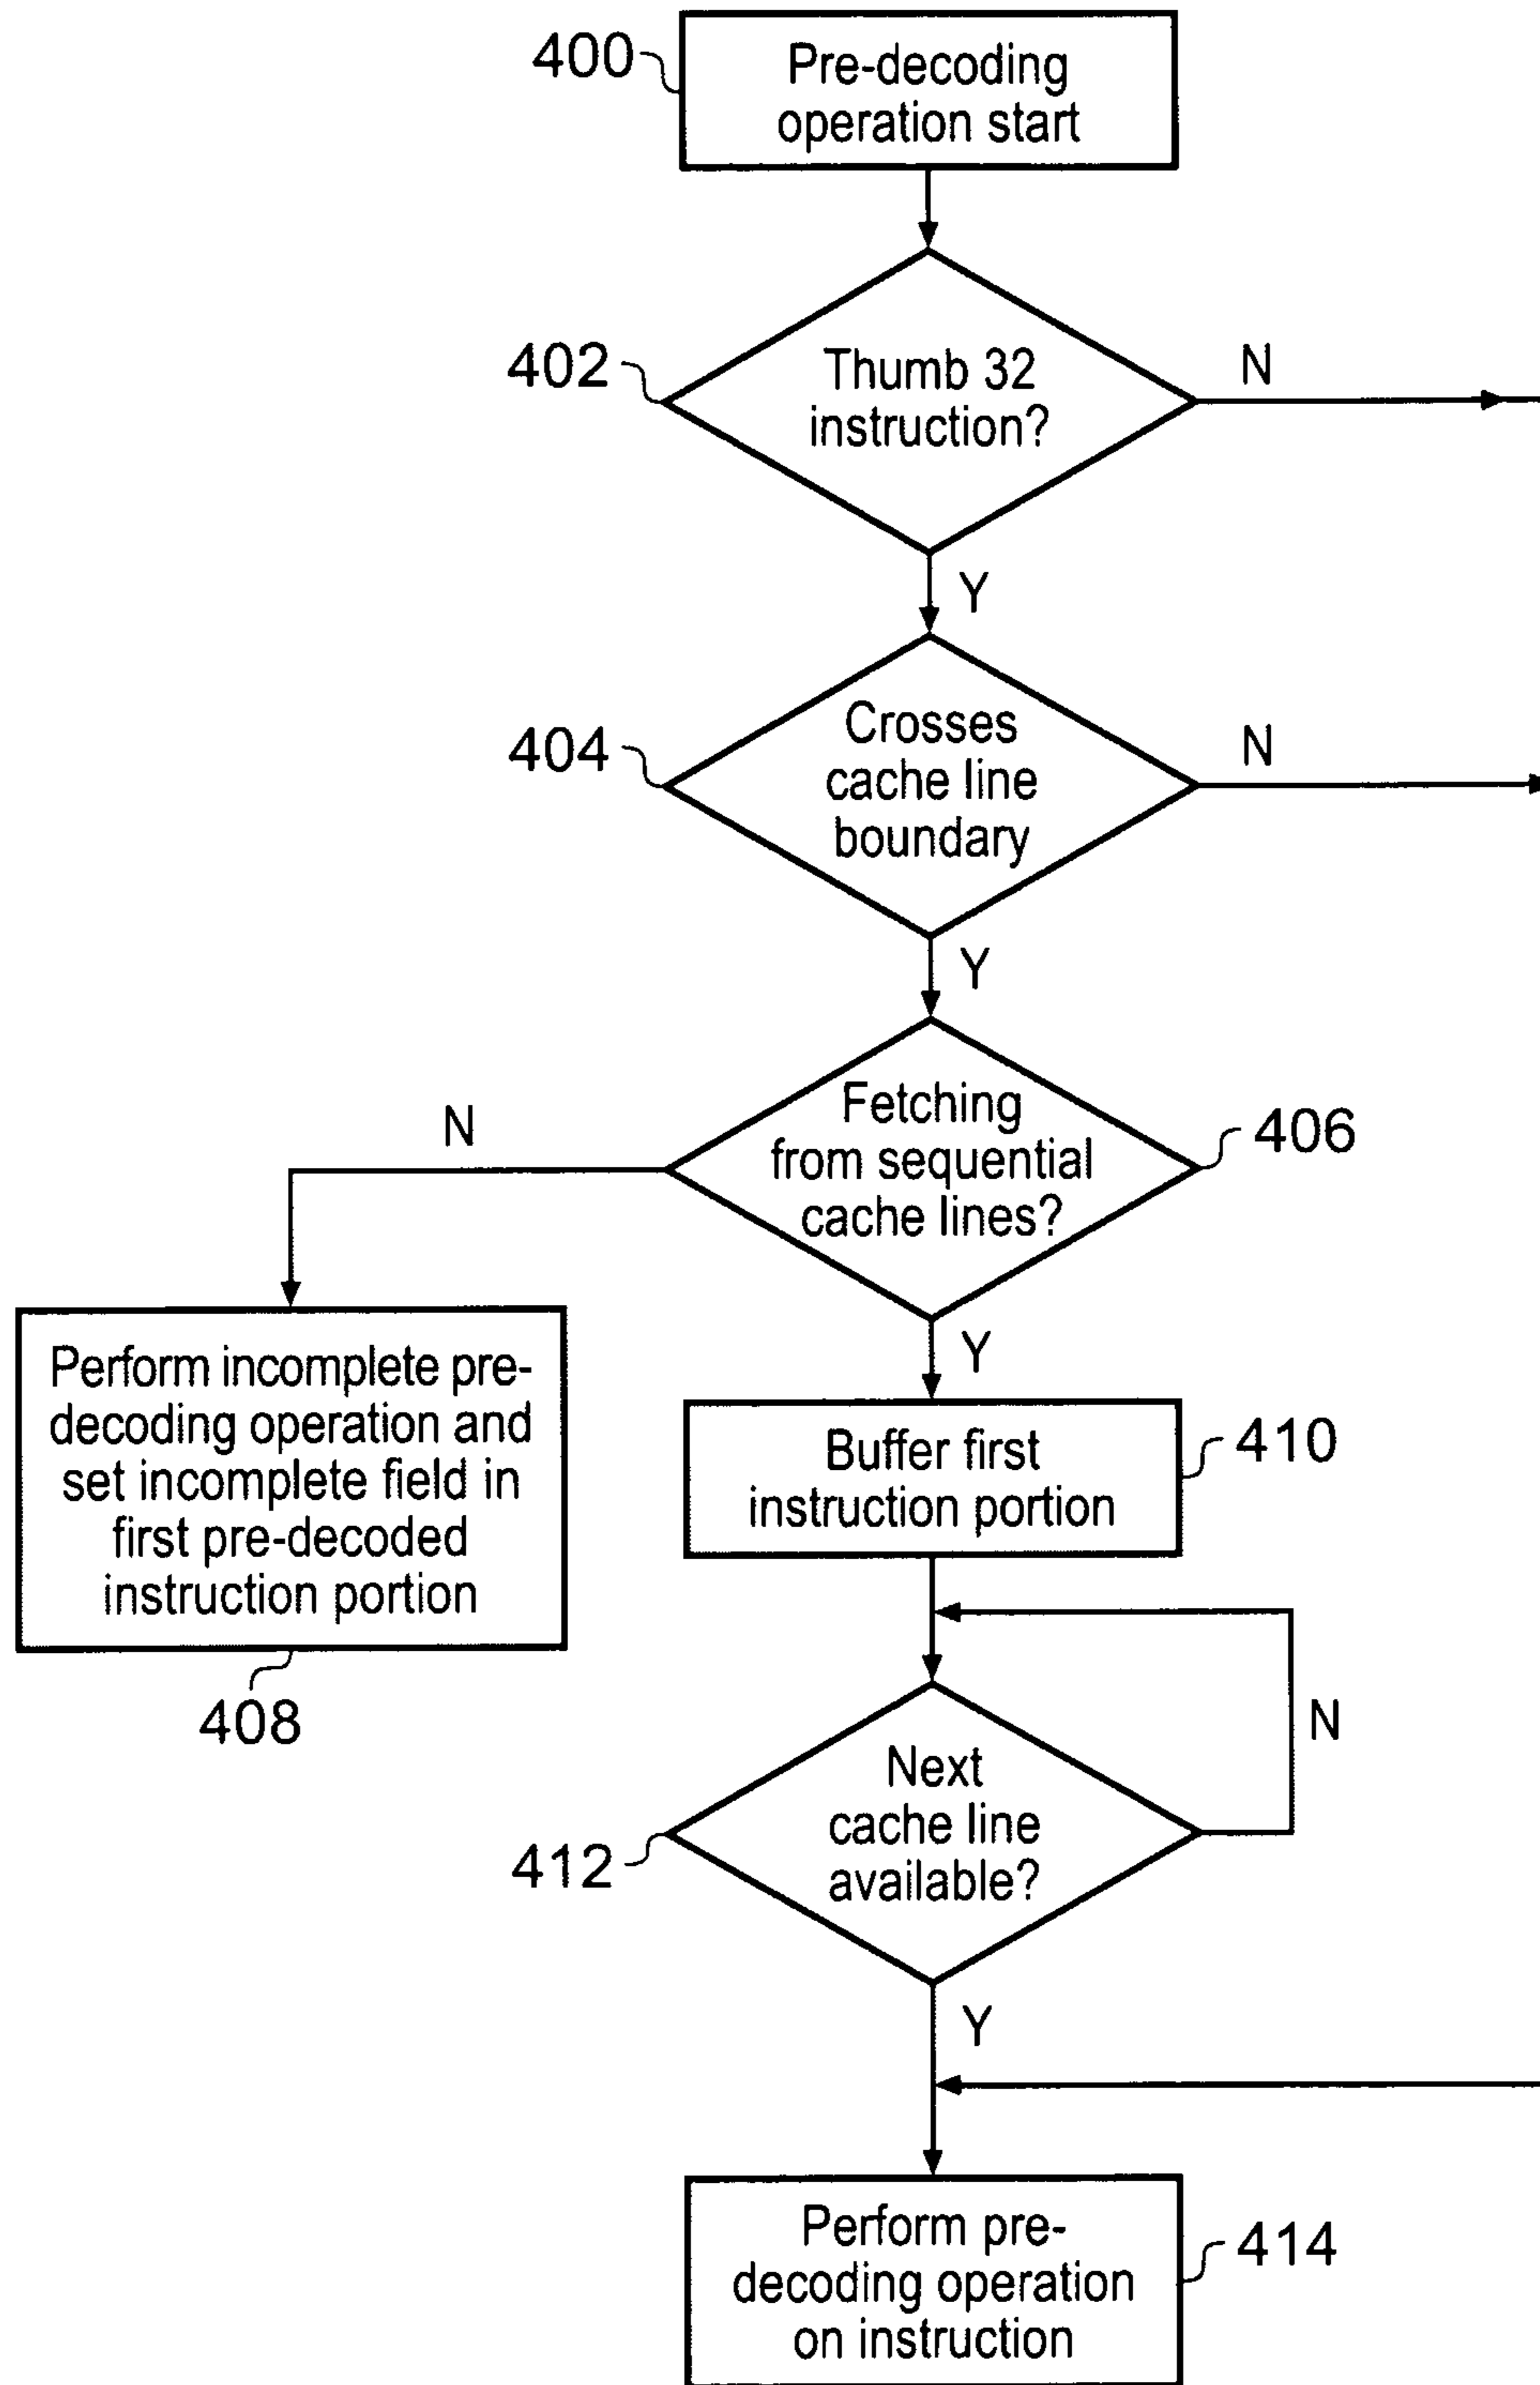 400
Pre-decoding
operation start
402
Thumb 32
instruction?
N
Y
404
Crosses
cache line
boundary
N
Y
406
Fetching
from sequential
cache lines?
N
Y
Perform incomplete pre-
decoding operation and
set incomplete field in
first pre-decoded
instruction portion
408
Buffer first
instruction portion
410
412
Next
cache line
available?
N
Y
Perform pre-
decoding operation
on instruction
414